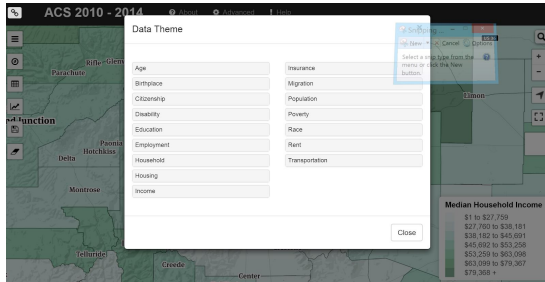 ACS 2010 - 2014
About
Advanced
Help
Data Theme
Snipping ...
New
Cancel
Options
Select a snip type from the
menu or click the New
button.
Age
Birthplace
Citizenship
Disability
Education
Employment
Household
Housing
Income
Insurance
Migration
Population
Poverty
Race
Rent
Transportation
Close
Rifle
Glenw
Parachute
Junction
Paonia
Hotchkiss
Delta
Montrose
Telluride
Creede
Center
Limon
Median Household Income
$1 to $27,759
$27,760 to $38,181
$38,182 to $45,691
$45,692 to $53,258
$53,259 to $63,098
$63,099 to $79,367
$79,368 +